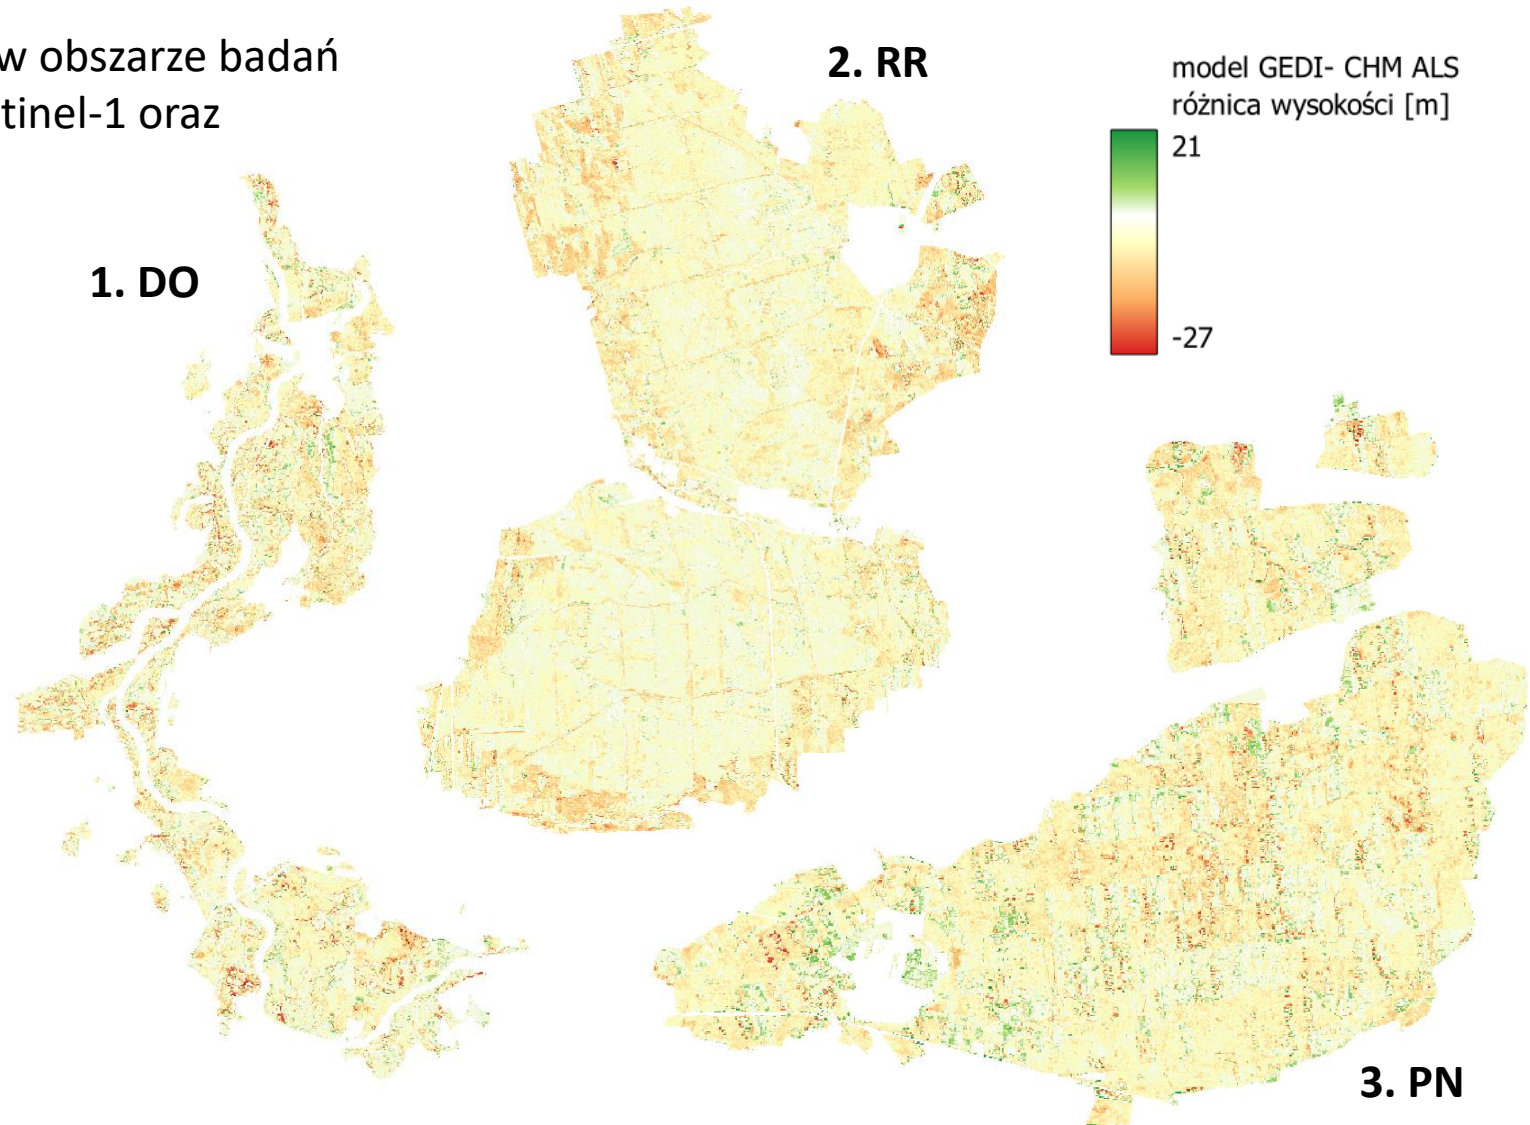 w obszarze badań
tinel-1 oraz
2. RR
model GEDI- CHM ALS
różnica wysokości [m]
21
-27
1. DO
3. PN